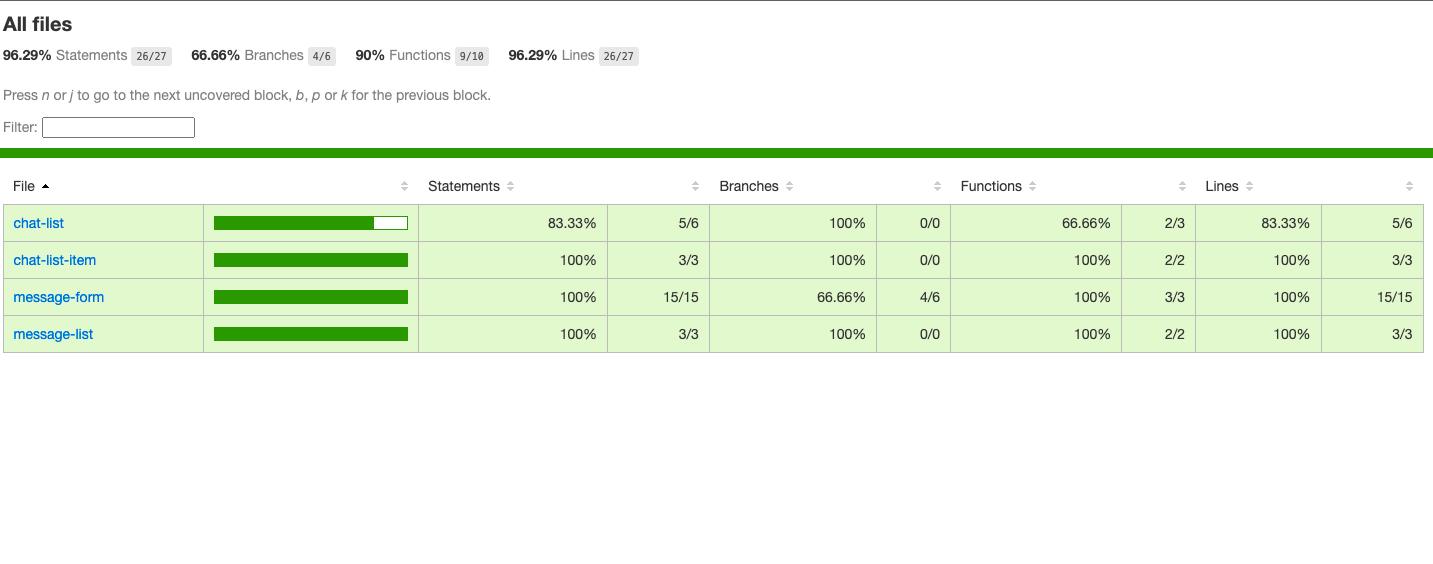 All files
96.29% Statements 26/27 66.66% Branches 4/6 90% Functions 9/10 96.29% Lines 26/27
Press n or j to go to the next uncovered block, b, p or k for the previous block.
Filter:
File Statements Branches Functions Lines
chat-list 83.33% 5/6 100% 0/0 66.66% 2/3 83.33% 5/6
chat-list-item 100% 3/3 100% 0/0 100% 2/2 100% 3/3
message-form 100% 15/15 66.66% 4/6 100% 3/3 100% 15/15
message-list 100% 3/3 100% 0/0 100% 2/2 100% 3/3